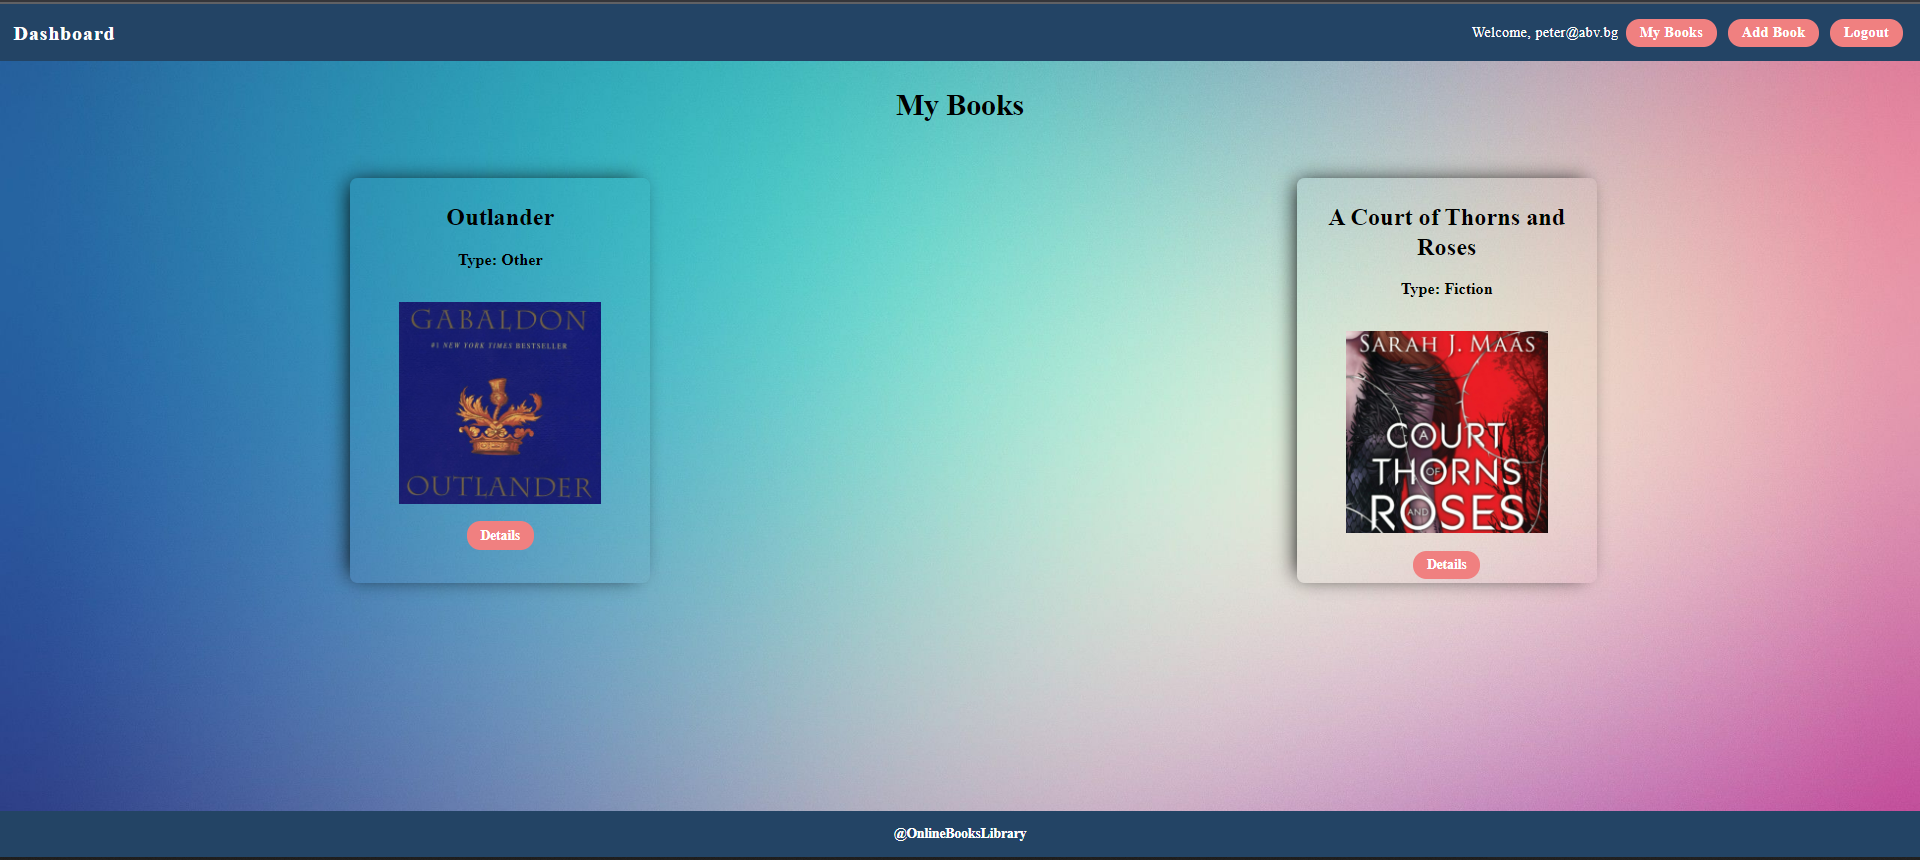 Dashboard
Welcome, peter@abv.bg My Books Add Book Logout
My Books
Outlander
Type: Other
GABALDON
#1 NEW YORK TIMES BESTSELLER
OUTLANDER
Details
A Court of Thorns and
Roses
Type: Fiction
SARAH J. MAAS
A COURT
OF
THORNS
AND
ROSES
Details
@OnlineBooksLibrary